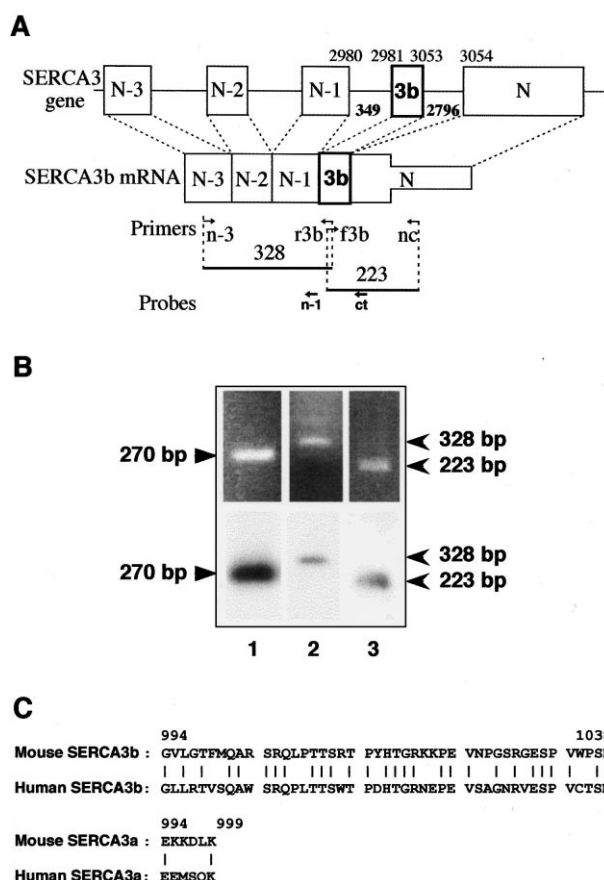 A
2980 2981 3053 3054
SERCA3 gene
N-3 N-2 N-1 3b N
349 2796
SERCA3b mRNA N-3 N-2 N-1 3b N
Primers n-3 r3b f3b nc
328 223
Probes n-1 ct
B
270 bp 328 bp
223 bp
270 bp 328 bp
223 bp
1 2 3
C
994
Mouse SERCA3b : GVLGTFMQAR SRQLPTTSRT PYHTGRKKPE VNPGSRGESP
Human SERCA3b : GLLRTVSQAW SRQPLTTSWT PDHTGRNEPE VSAGNRVESP
994 999
Mouse SERCA3a : EKKDLK
Human SERCA3a : EEMSQK